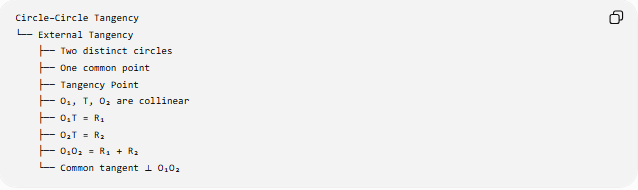 Circle–Circle Tangency
└── External Tangency
    ├── Two distinct circles
    ├── One common point
    ├── Tangency Point
    ├── O₁, T, O₂ are collinear
    ├── O₁T = R₁
    ├── O₂T = R₂
    ├── O₁O₂ = R₁ + R₂
    └── Common tangent ⊥ O₁O₂